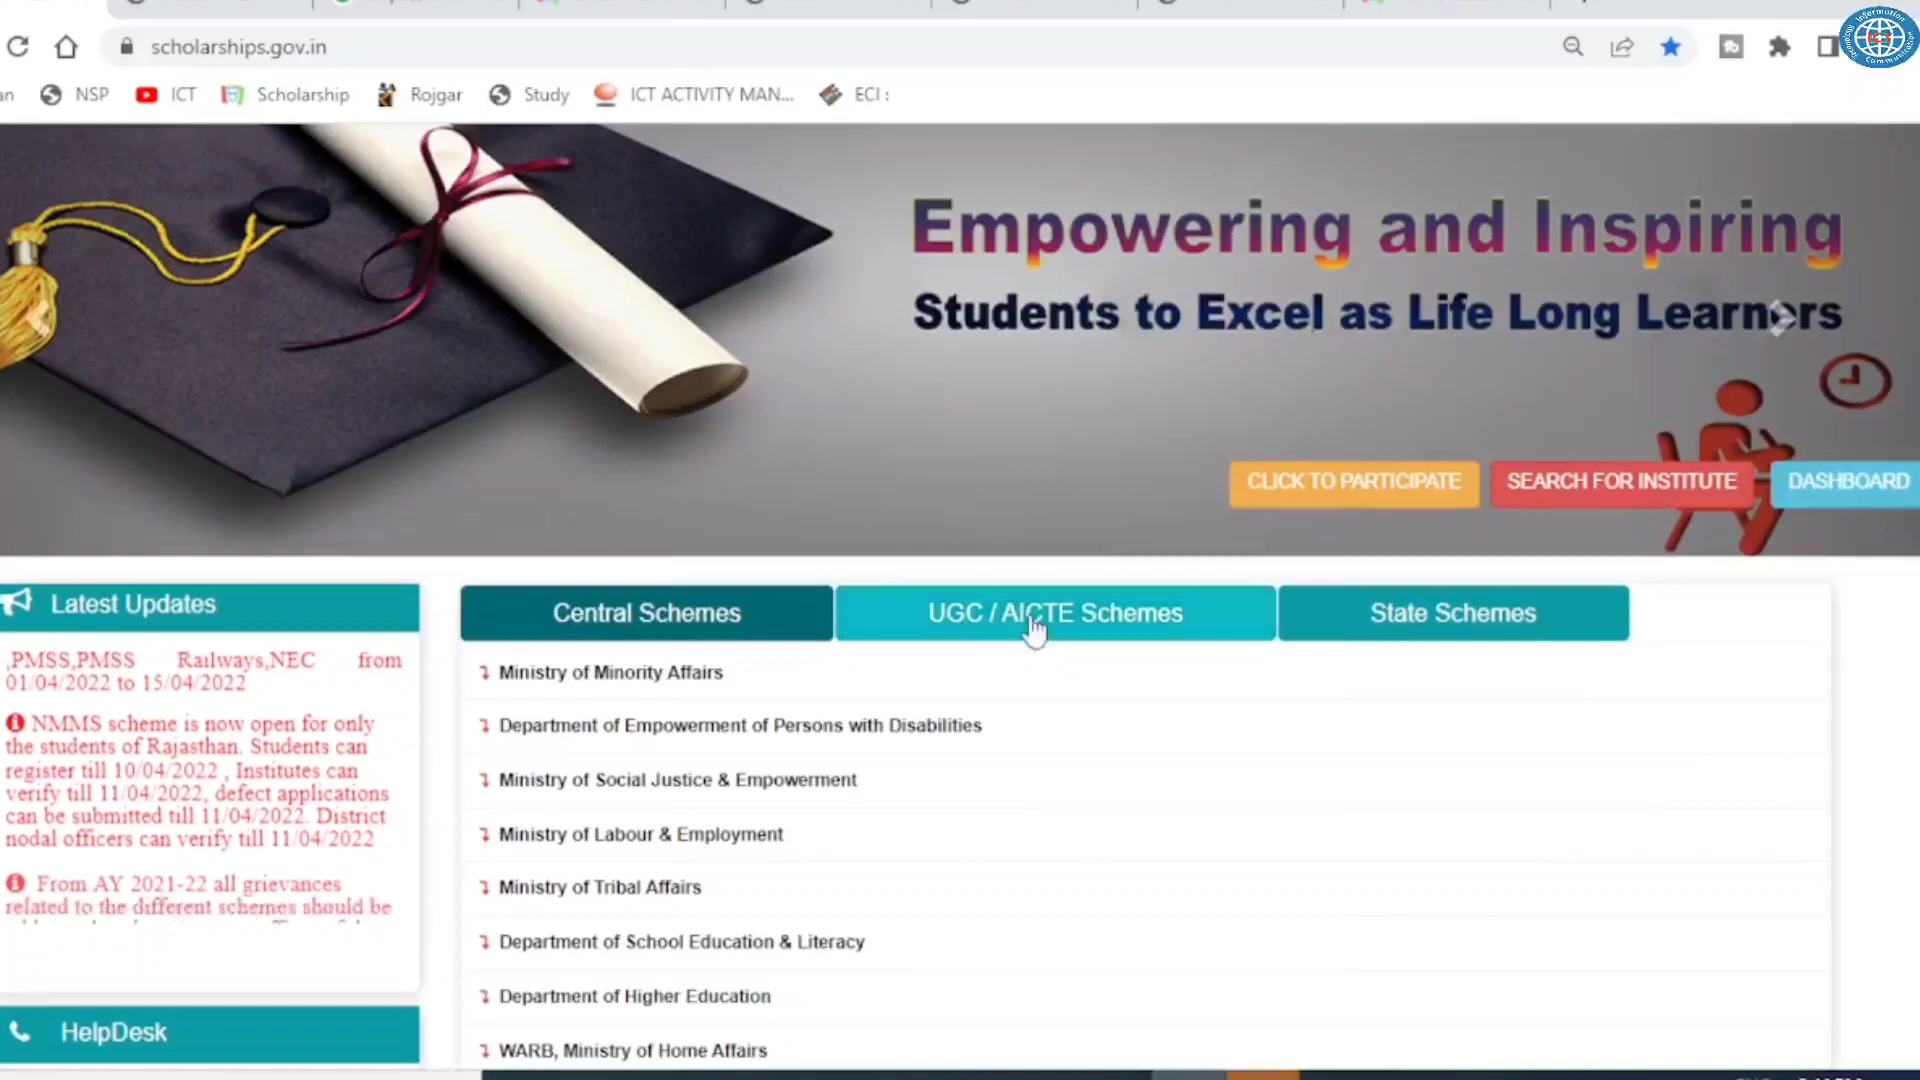 scholarships.gov.in
an NSP ICT Scholarship Rojgar Study ICT ACTIVITY MAN... ECI :
Information
ICT
Communication
Technology
Empowering and Inspiring
Students to Excel as Life Long Learners
CLICK TO PARTICIPATE SEARCH FOR INSTITUTE DASHBOARD
Latest Updates
,PMSS,PMSS Railways,NEC from
01/04/2022 to 15/04/2022
NMMS scheme is now open for only
the students of Rajasthan. Students can
register till 10/04/2022 , Institutes can
verify till 11/04/2022, defect applications
can be submitted till 11/04/2022. District
nodal officers can verify till 11/04/2022
From AY 2021-22 all grievances
related to the different schemes should be
HelpDesk
Central Schemes UGC / AICTE Schemes State Schemes
Ministry of Minority Affairs
Department of Empowerment of Persons with Disabilities
Ministry of Social Justice & Empowerment
Ministry of Labour & Employment
Ministry of Tribal Affairs
Department of School Education & Literacy
Department of Higher Education
WARB, Ministry of Home Affairs